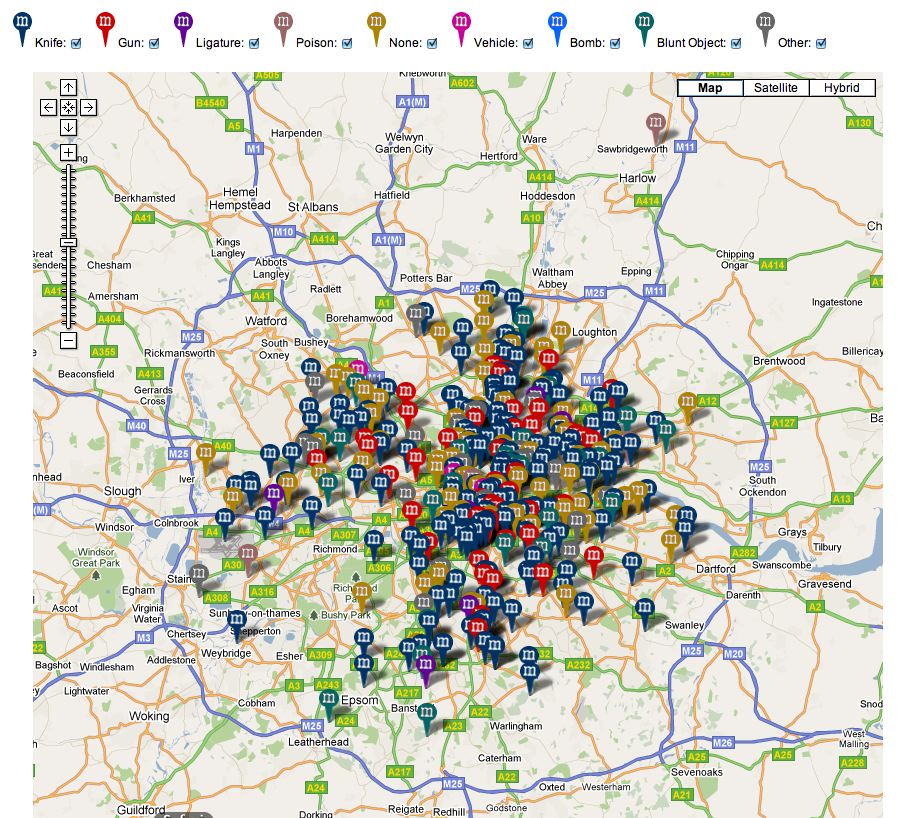 Knife: Gun: Ligature: Poison: None: Vehicle: Bomb: Blunt Object: Other:
Map Satellite Hybrid
Knebworth
A505
A602
B4540
A1(M)
A5
A130
Harpenden
Welwyn
Garden City
Ware
Sawbridgeworth
M11
M1
Hertford
Harlow
A414
Berkhamsted
Hemel
Hempstead
St Albans
Hatfield
Hoddesdon
A414
A41
A10
M10
A414
A1(M)
Kings
Langley
Chipping
Ongar
A414
Chesham
Abbots
Langley
Potters Bar
Waltham
Abbey
Epping
Amersham
A41
Radlett
A1
M25
M25
M11
Ingatestone
A404
Watford
Borehamwood
Loughton
A355
Rickmansworth
M25
South
Oxney
Bushey
Brentwood
Billericay
Beaconsfield
A413
Gerrards
Cross
M11
A12
M40
A127
A40
M25
Iver
M25
South
Ockendon
Slough
A5
A13
Windsor
Colnbrook
A4
A4
A4
A307
Grays
Tilbury
Windsor
Great Park
Richmond
A306
A282
Swanscombe
A30
Staines
A2
Dartford
Gravesend
Egham
A308
A316
Darenth
Ascot
Virginia
Water
Sunbury-on-thames
Bushy Park
A2
Chertsey
Shepperton
Swanley
M3
Weybridge
M25
M20
Bagshot
Windlesham
Addlestone
Esher
A309
A232
Lightwater
A3
A243
A217
Cobham
Epsom
Woking
A24
A22
A23
Banst
Warlingham
M25
Leatherhead
M26
West
Malling
Caterham
A25
A25
A228
A217
A22
Sevenoaks
A24
M25
Oxted
Westerham
A21
Guildford
Dorking
Reigate
Redhill
Godstone